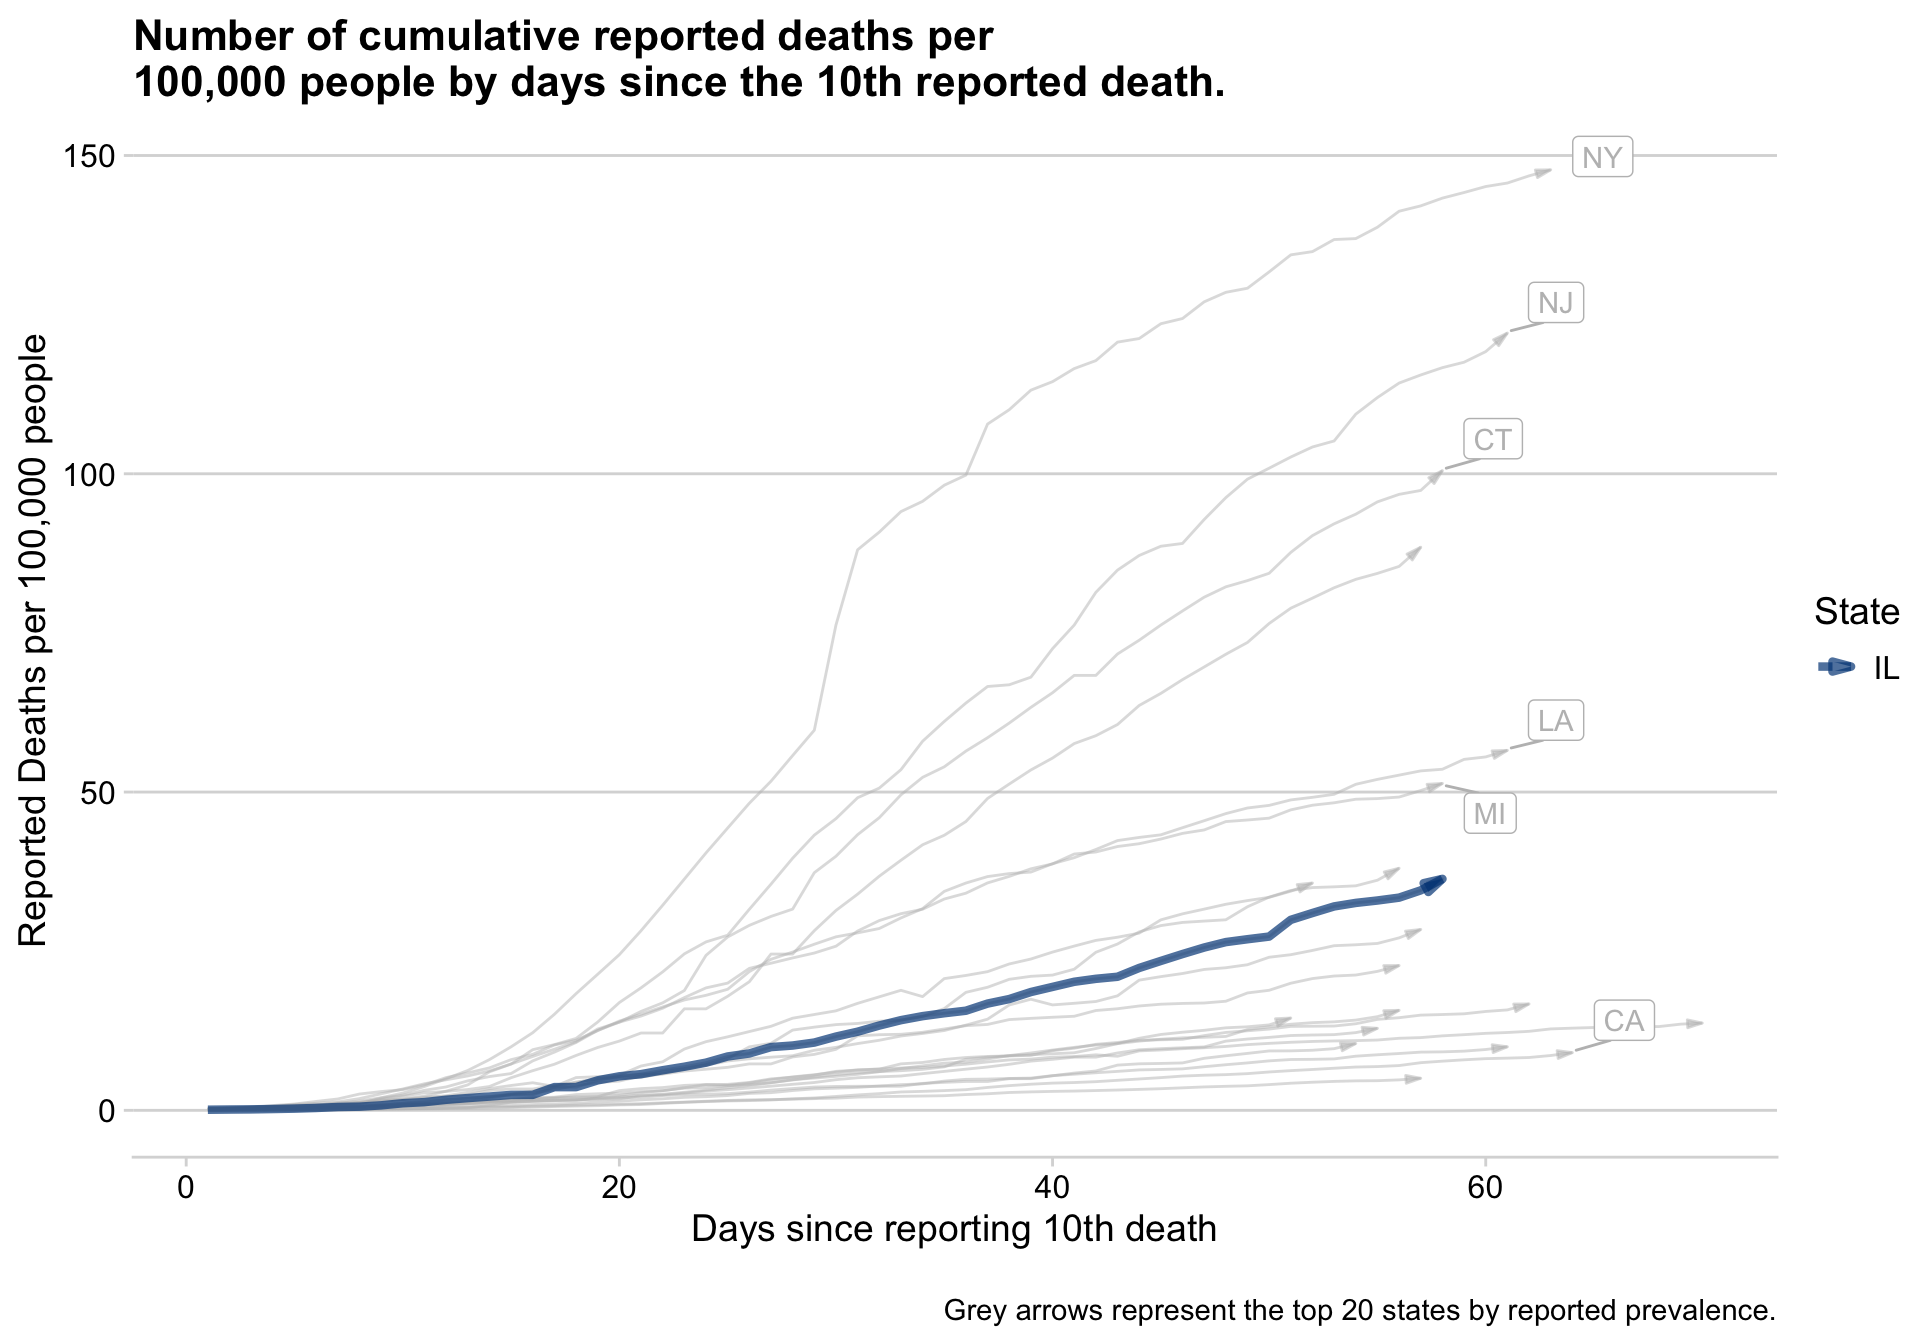 Number of cumulative reported deaths per
100,000 people by days since the 10th reported death.
Reported Deaths per 100,000 people
150
100
50
0
NY
NJ
CT
LA
MI
CA
State
IL
0
20
40
60
Days since reporting 10th death
Grey arrows represent the top 20 states by reported prevalence.